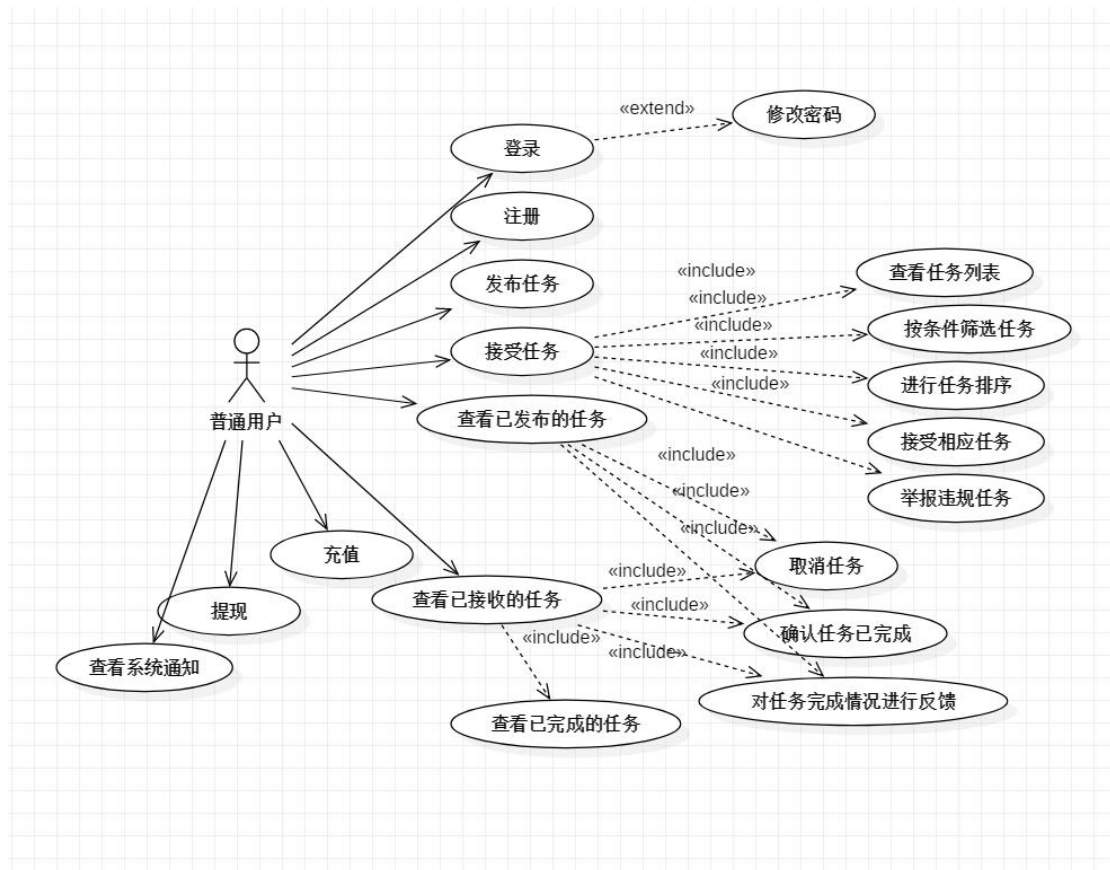 «extend»
修改密码
登录
注册
发布任务
接受任务
查看已发布的任务
«include»
«include»
«include»
«include»
«include»
查看任务列表
按条件筛选任务
进行任务排序
接受相应任务
举报违规任务
普通用户
«include»
«include»
«include»
充值
提现
查看系统通知
查看已接收的任务
«include»
«include»
«include»
«include»
取消任务
确认任务已完成
对任务完成情况进行反馈
查看已完成的任务